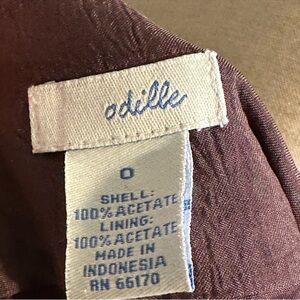 odille
0
SHELL:
100% ACETATE
LINING:
100% ACETATE
MADE IN
INDONESIA
RN 66170